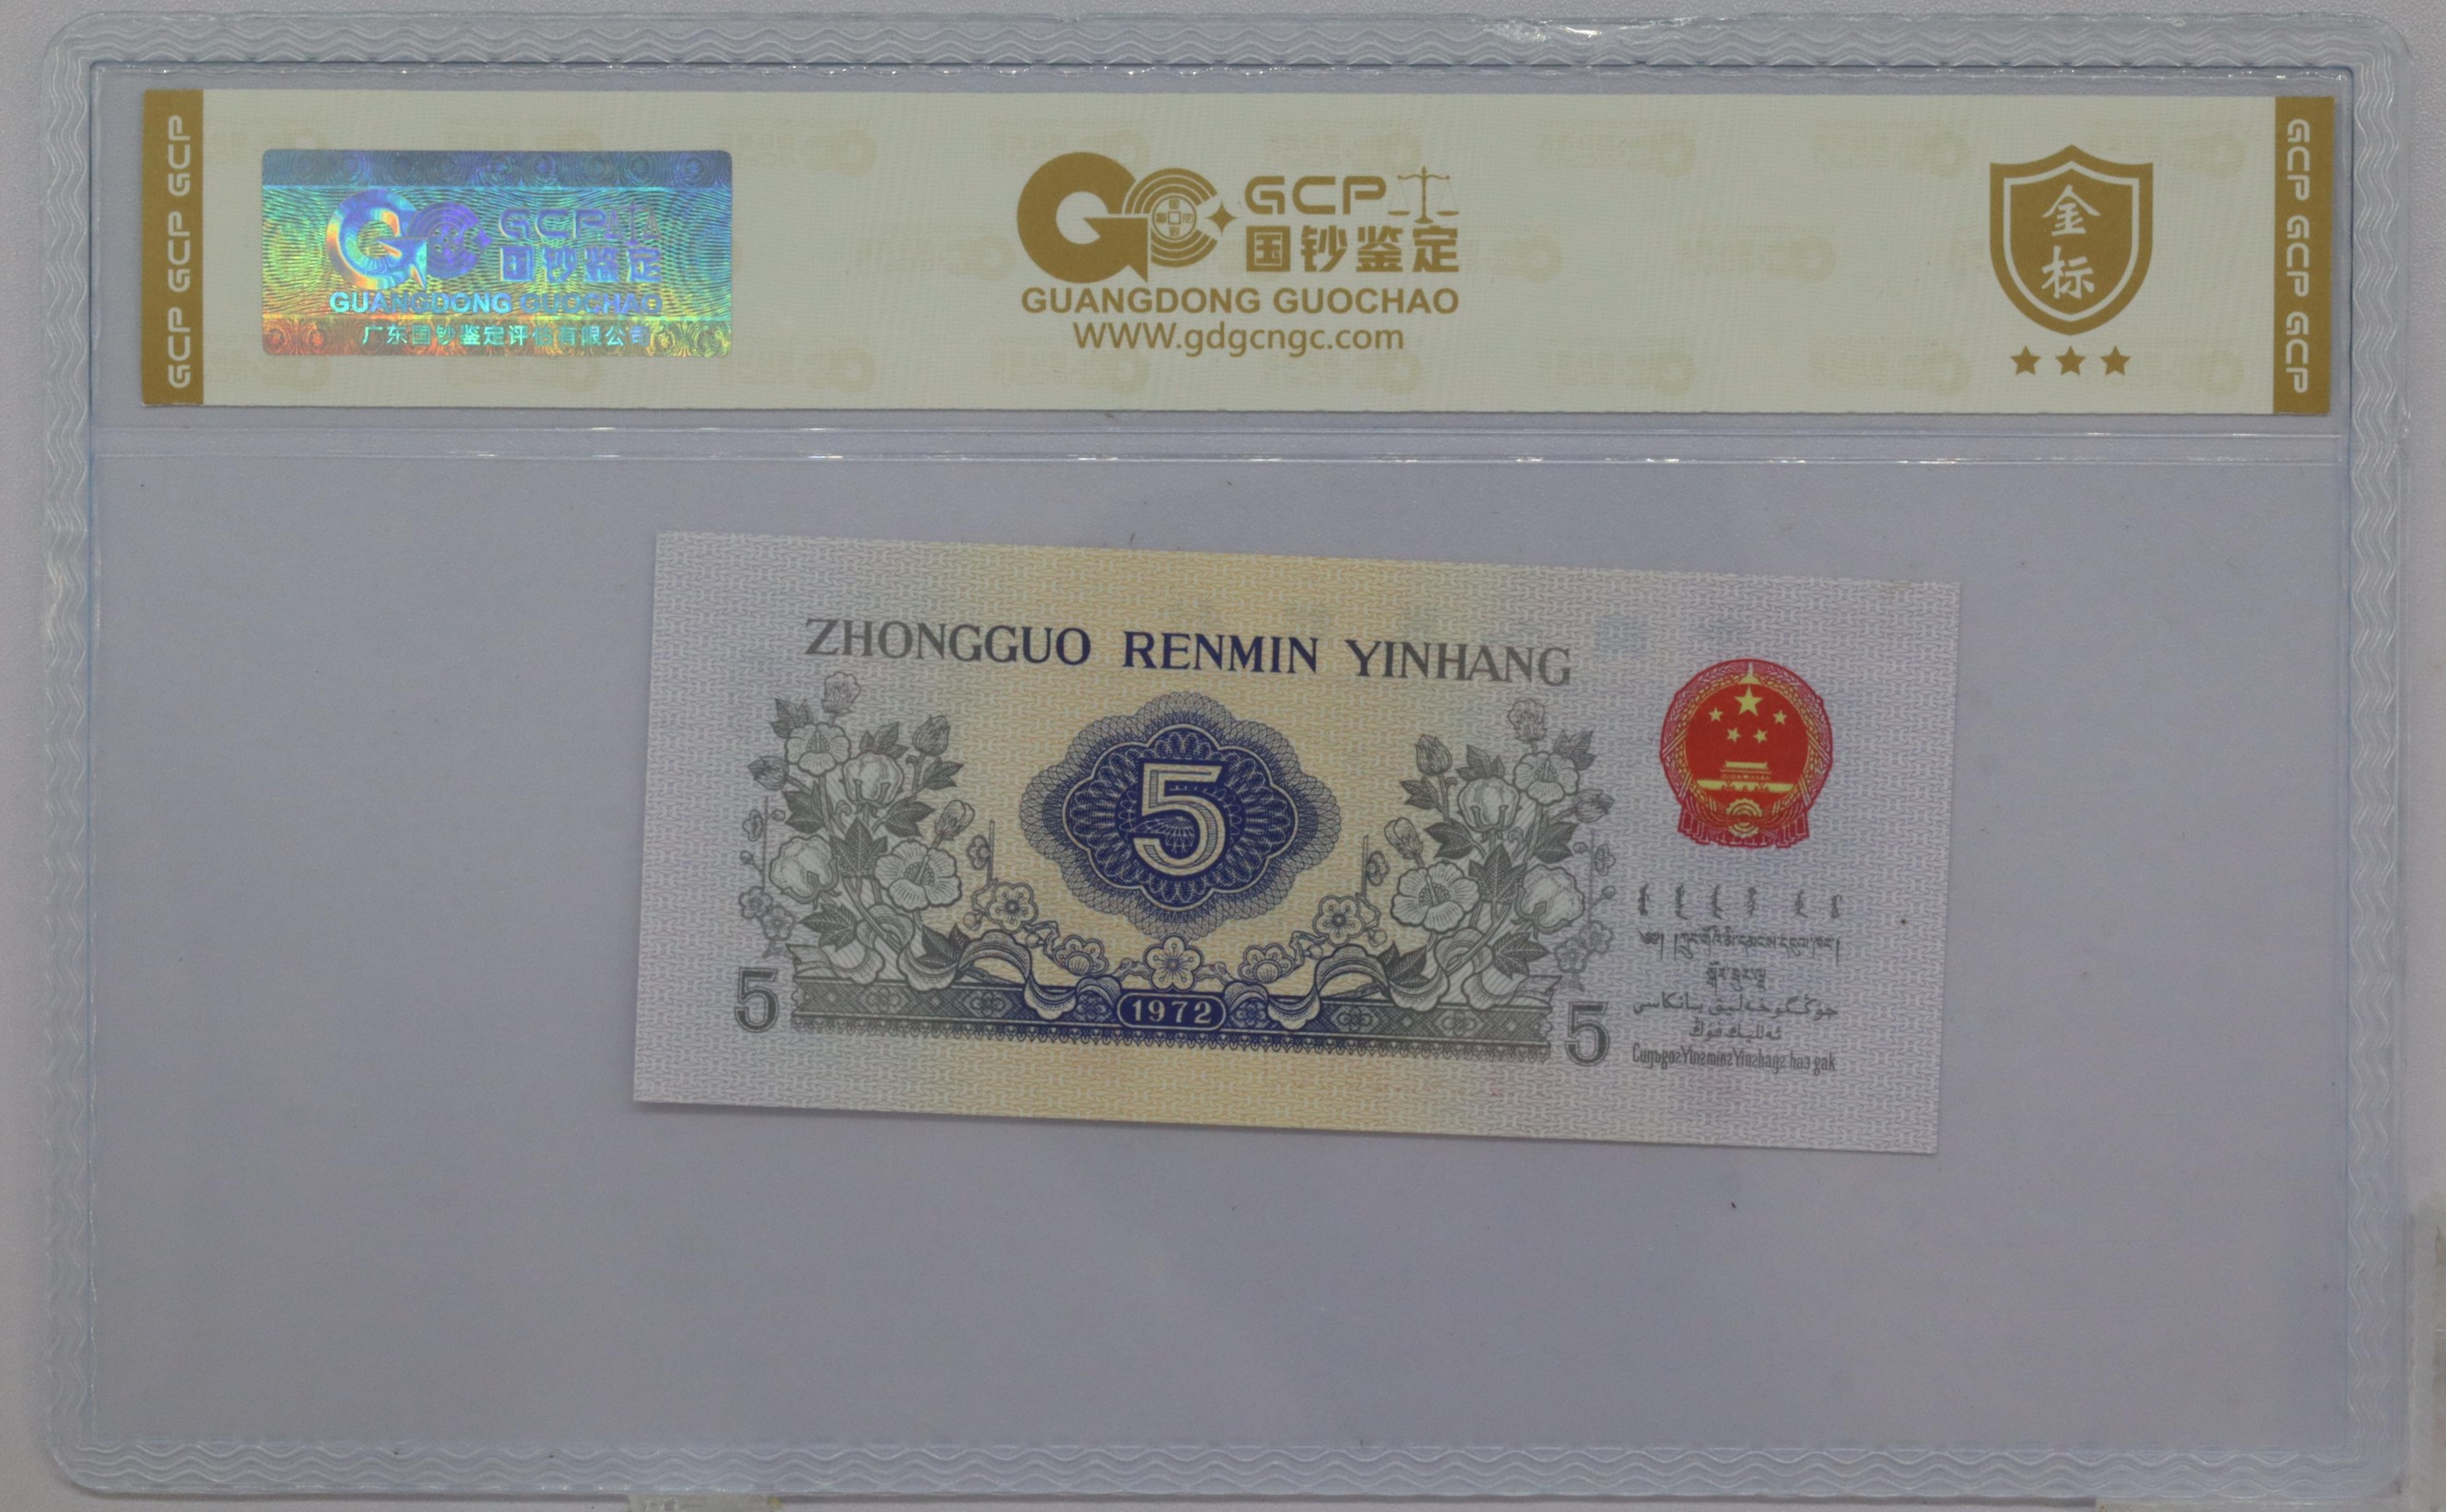 GCP GCP GCP
GCP
国钞鉴定
GUANGDONG GUOCHAO
广东国钞鉴定评估有限公司
GCP
国钞鉴定
GUANGDONG GUOCHAO
WWW.gdgcngc.com
金
标
GCP GCP GCP
ZHONGGUO RENMIN YINHANG
5
1972
5
5